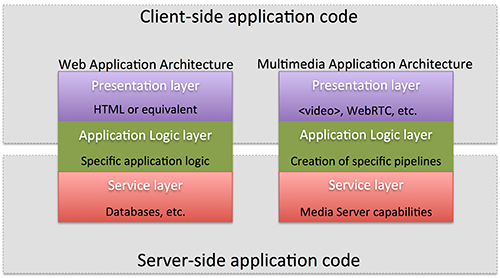 Client-side application code
Web Application Architecture
Presentation layer
HTML or equivalent
Application Logic layer
Specific application logic
Service layer
Databases, etc.
Multimedia Application Architecture
Presentation layer
<video>, WebRTC, etc.
Application Logic layer
Creation of specific pipelines
Service layer
Media Server capabilities
Server-side application code